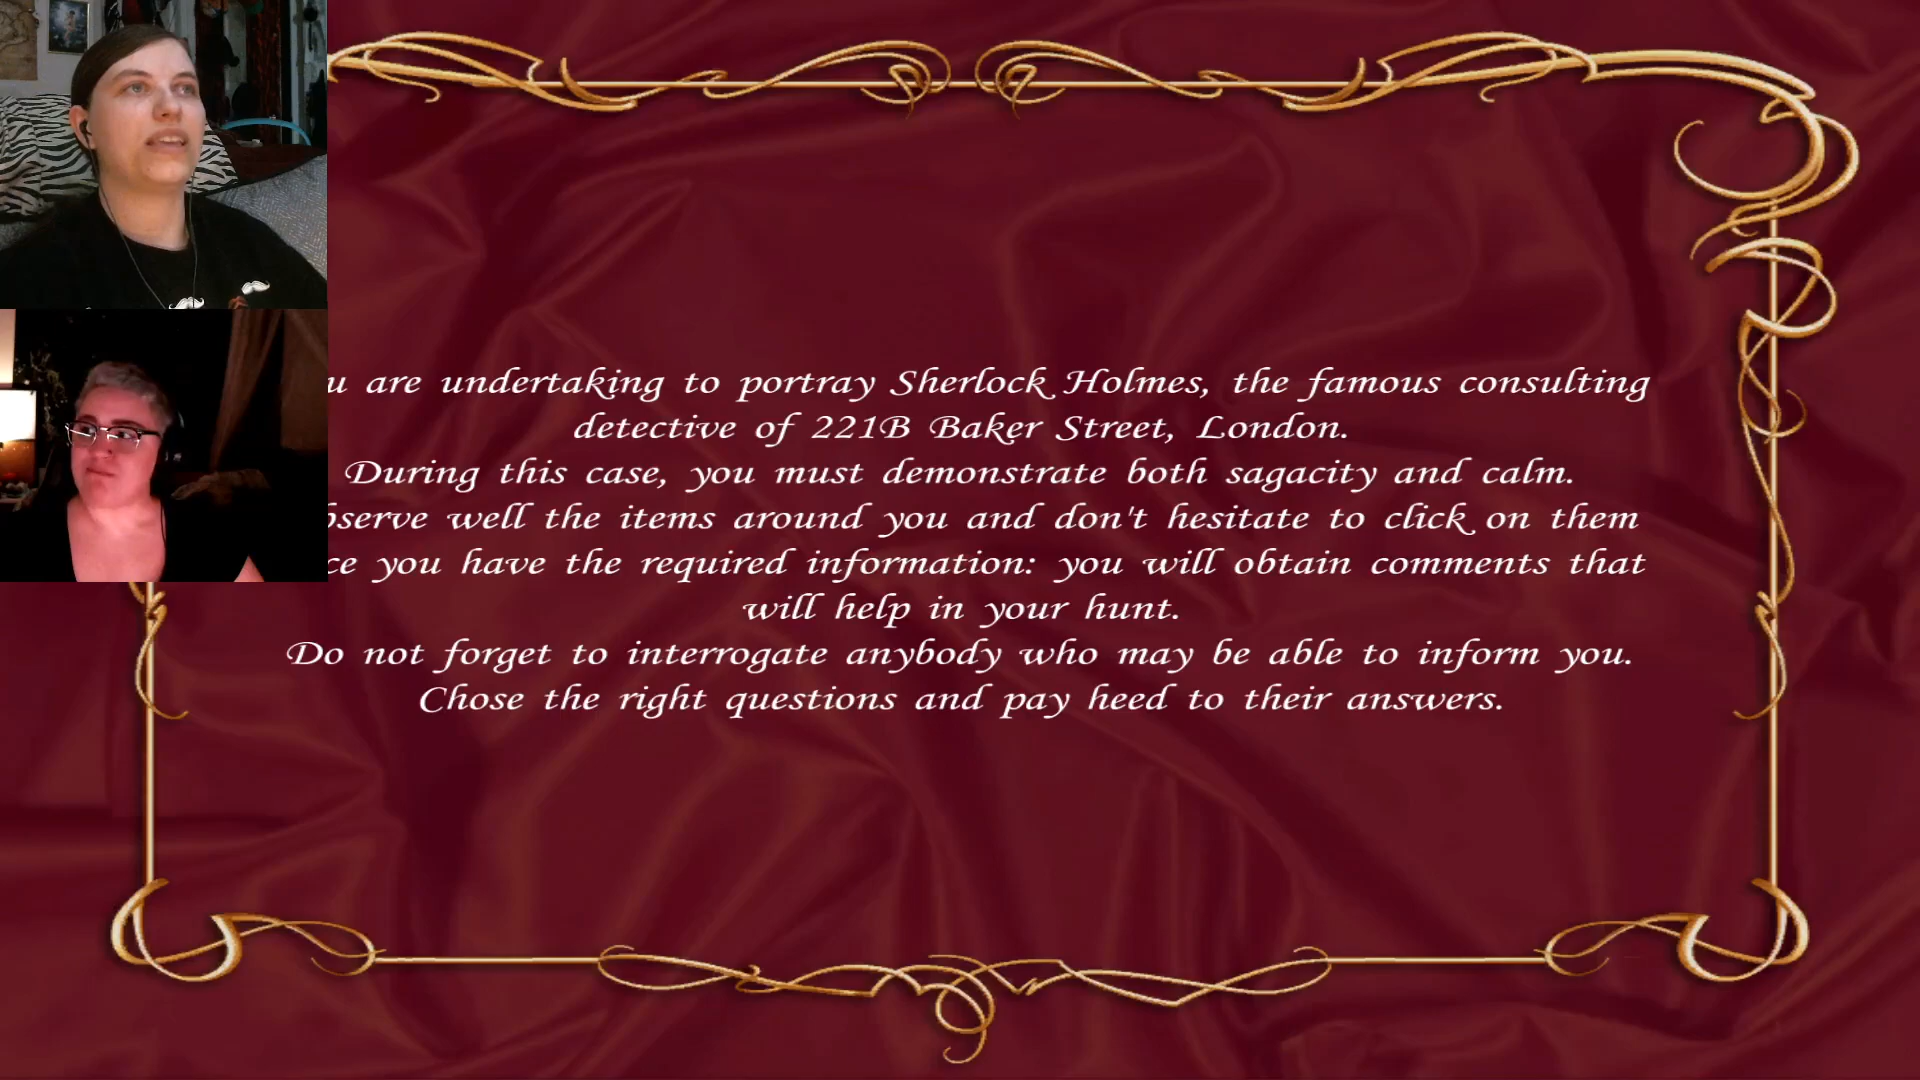 are undertaking to portray Sherlock Holmes, the famous consulting
detective of 221B Baker Street, London.
During this case, you must demonstrate both sagacity and calm.
the items around you and don't hesitate to click on them
you have the required information: you will obtain comments that
will help in your hunt.
Do not forget to interrogate anybody who may be able to inform you.
Chose the right questions and pay heed to their answers.